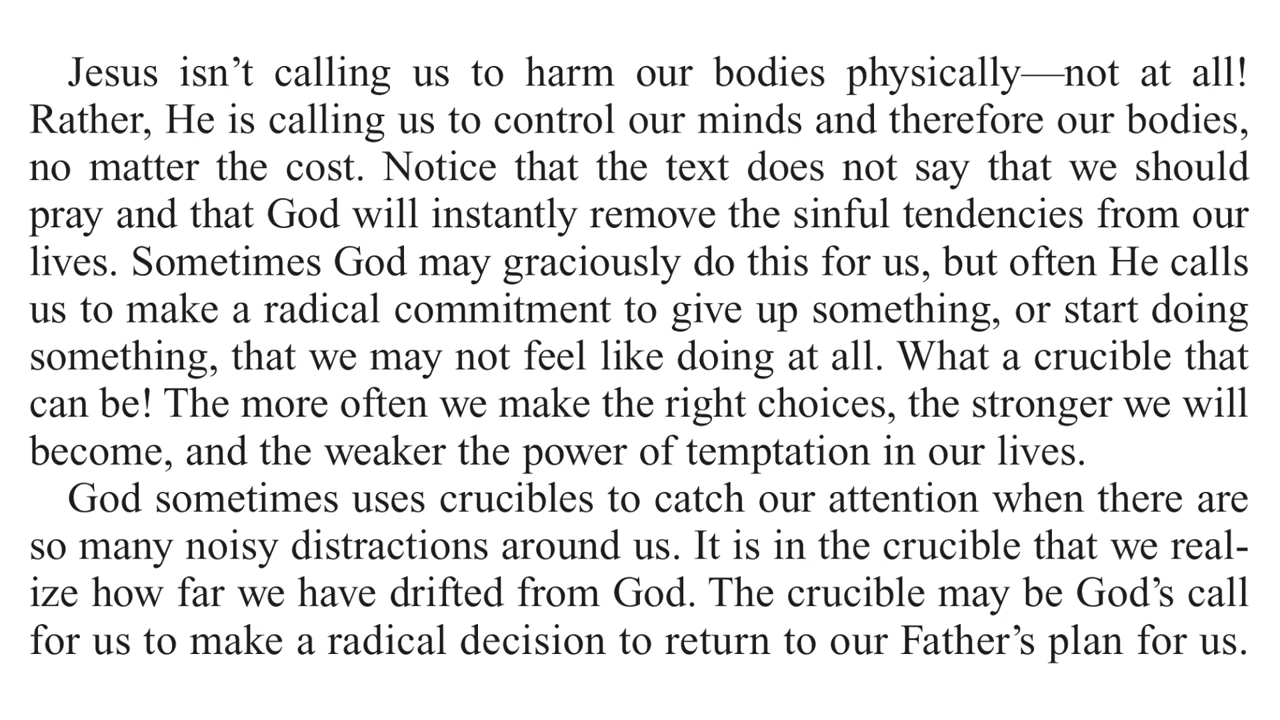 Jesus isn’t calling us to harm our bodies physically—not at all!
Rather, He is calling us to control our minds and therefore our bodies,
no matter the cost. Notice that the text does not say that we should
pray and that God will instantly remove the sinful tendencies from our
lives. Sometimes God may graciously do this for us, but often He calls
us to make a radical commitment to give up something, or start doing
something, that we may not feel like doing at all. What a crucible that
can be! The more often we make the right choices, the stronger we will
become, and the weaker the power of temptation in our lives.
God sometimes uses crucibles to catch our attention when there are
so many noisy distractions around us. It is in the crucible that we real-
ize how far we have drifted from God. The crucible may be God’s call
for us to make a radical decision to return to our Father’s plan for us.